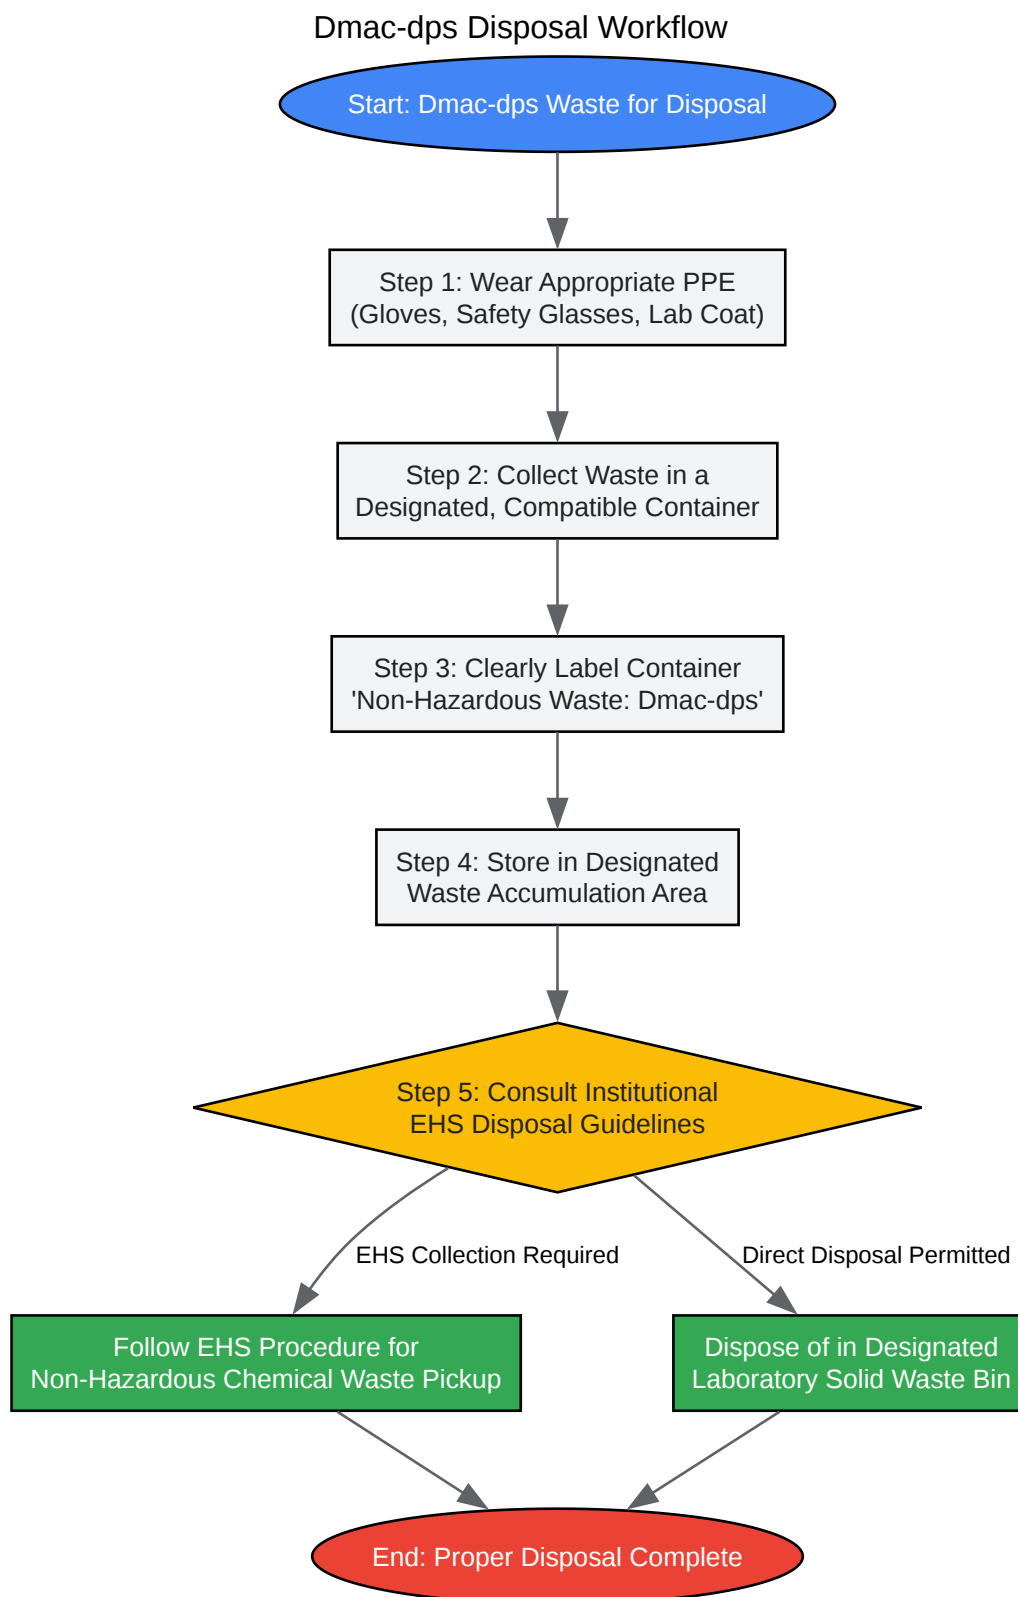 Dmac-dps Disposal Workflow
Start: Dmac-dps Waste for Disposal
Step 1: Wear Appropriate PPE
(Gloves, Safety Glasses, Lab Coat)
Step 2: Collect Waste in a
Designated, Compatible Container
Step 3: Clearly Label Container
'Non-Hazardous Waste: Dmac-dps'
Step 4: Store in Designated
Waste Accumulation Area
Step 5: Consult Institutional
EHS Disposal Guidelines
EHS Collection Required
Direct Disposal Permitted
Follow EHS Procedure for
Non-Hazardous Chemical Waste Pickup
Dispose of in Designated
Laboratory Solid Waste Bin
End: Proper Disposal Complete